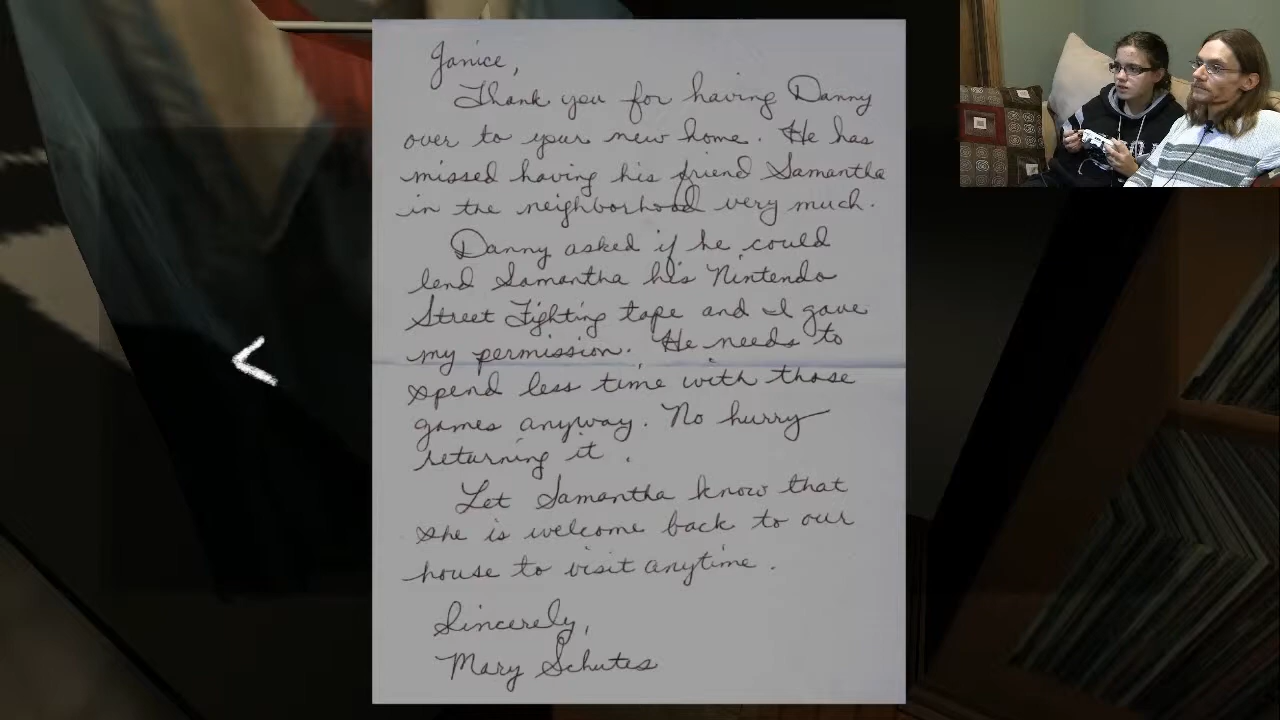 Janice,
Thank you for having Danny
over to your new home. He has
missed having his friend Samantha
in the neighborhood very much.
Danny asked if he could
lend Samantha his Nintendo
Street Fighting tape and I gave
my permission. He needs to
spend less time with those
games anyway. No hurry
returning it.
Let Samantha know that
she is welcome back to our
house to visit anytime.
Sincerely,
Mary Schutes